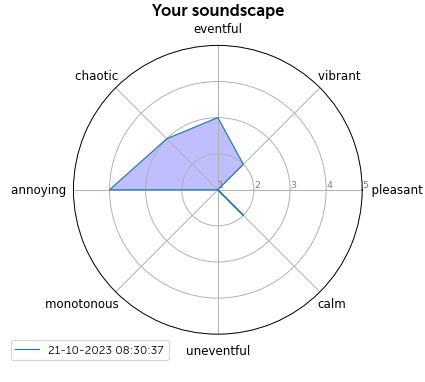 Your soundscape
eventful
chaotic
vibrant
annoying
1
2
3
4
5
pleasant
monotonous
calm
21-10-2023 08:30:37
uneventful